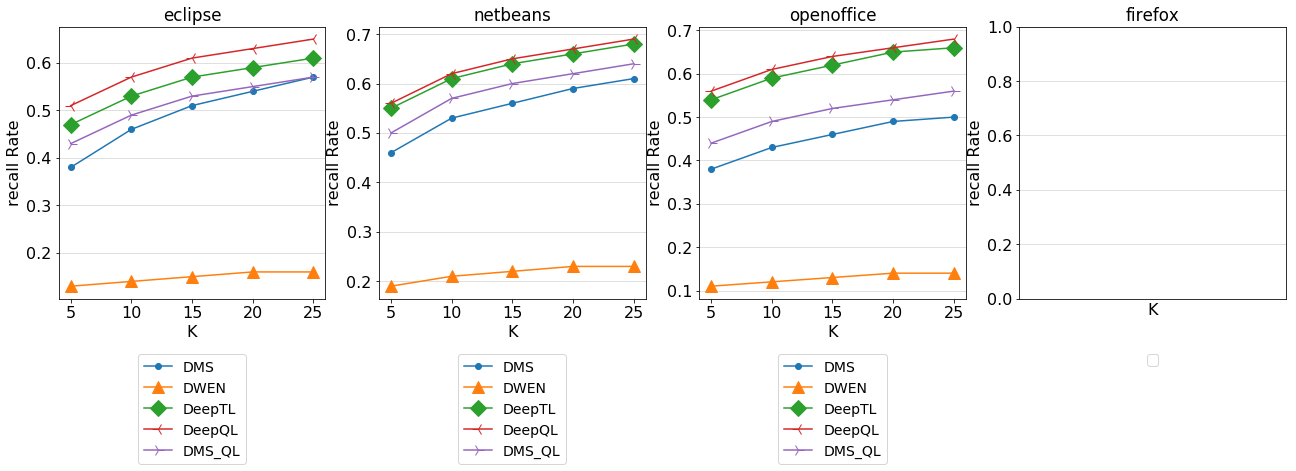 eclipse
recall Rate
0.6
0.5
0.4
0.3
0.2
5 10 15 20 25
K
DMS
DWEN
DeepTL
DeepQL
DMS_QL
netbeans
recall Rate
0.7
0.6
0.5
0.4
0.3
0.2
5 10 15 20 25
K
DMS
DWEN
DeepTL
DeepQL
DMS_QL
openoffice
recall Rate
0.7
0.6
0.5
0.4
0.3
0.2
0.1
5 10 15 20 25
K
DMS
DWEN
DeepTL
DeepQL
DMS_QL
firefox
recall Rate
1.0
0.8
0.6
0.4
0.2
0.0
K